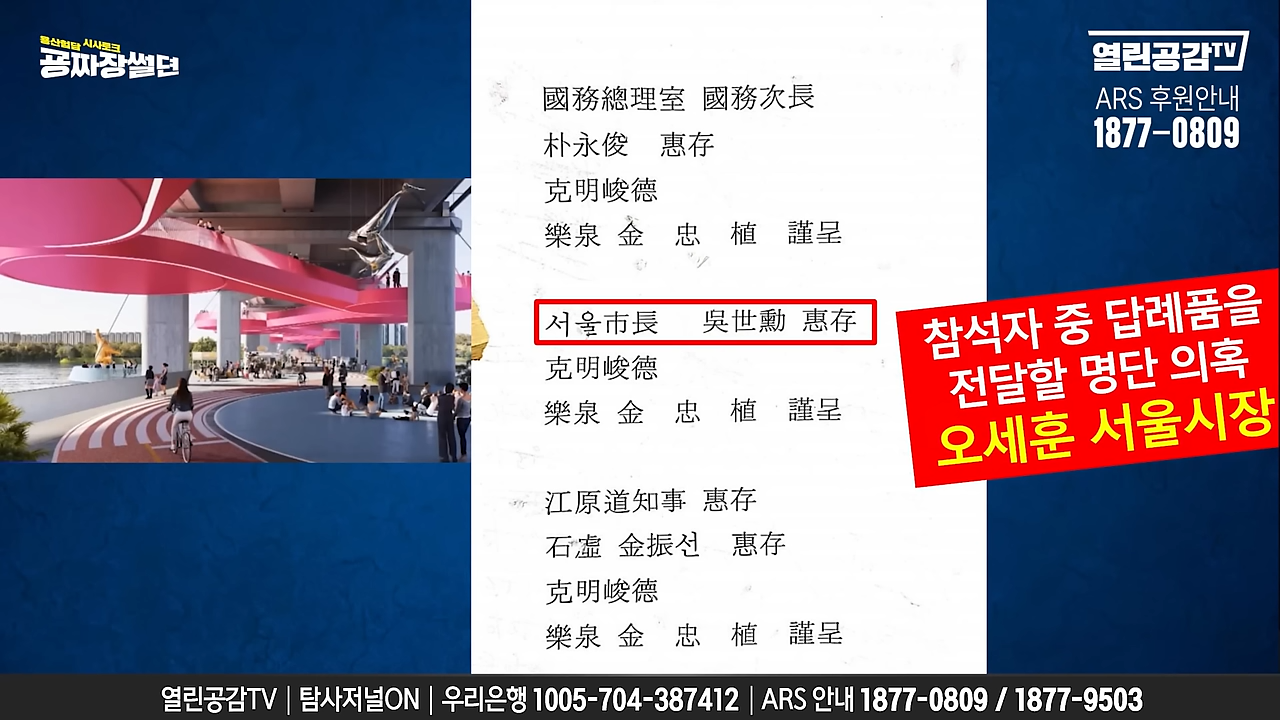 용산업담 시사토크
공짜장썰뎐
열린공감TV
ARS 후원안내
1877-0809
國務總理室 國務次長
朴永俊 惠存
克明峻德
樂泉 金 忠 植 謹呈
서울市長 吳世勳 惠存
克明峻德
樂泉 金 忠 植 謹呈
江原道知事 惠存
石虛 金振선 惠存
克明峻德
樂泉 金 忠 植 謹呈
참석자 중 답례품을
전달할 명단 의혹
오세훈 서울시장
열린공감TV | 탐사저널ON | 우리은행 1005-704-387412 | ARS 안내 1877-0809 / 1877-9503